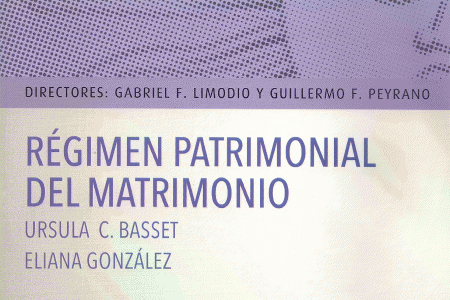 DIRECTORES: GABRIEL F. LIMODIO Y GUILLERMO F. PEYRANO
RÉGIMEN PATRIMONIAL
DEL MATRIMONIO
URSULA C. BASSET
ELIANA GONZÁLEZ